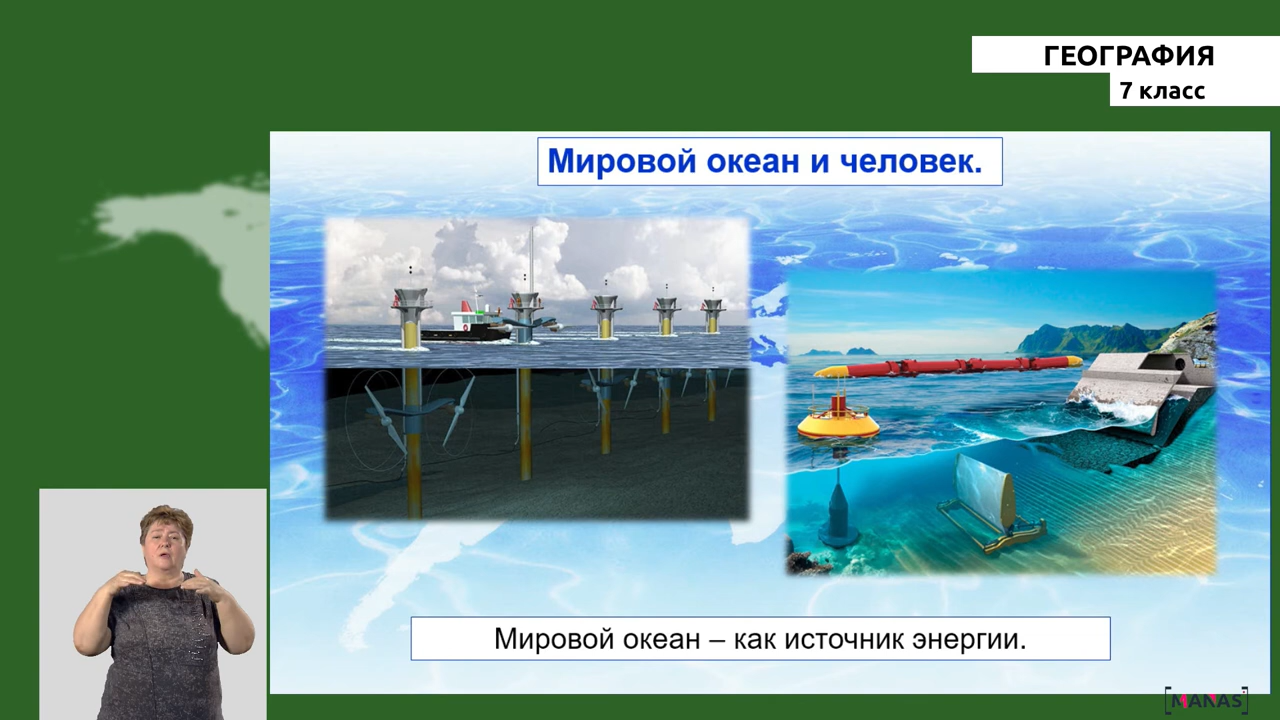 ГЕОГРАФИЯ
7 класс
Мировой океан и человек.
Мировой океан – как источник энергии.
[MANAS]